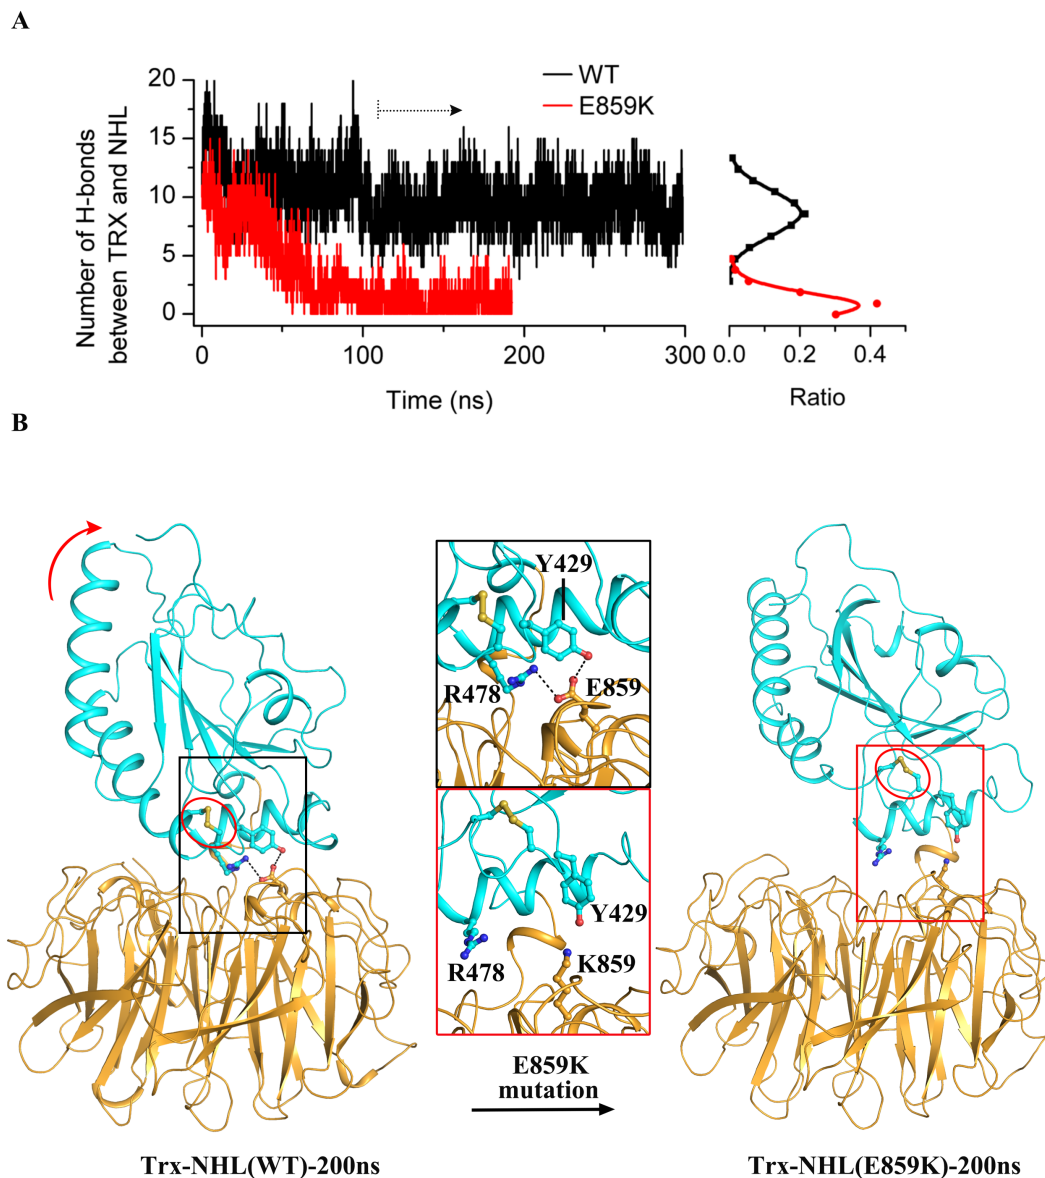 A
Number of H-bonds
between TRX and NHL
20
15
10
5
0
WT
E859K
0
100
200
300
Time (ns)
0.0
0.2
0.4
Ratio
B
Y429
R478
E859
Y429
R478
K859
E859K
mutation
Trx-NHL(WT)-200ns
Trx-NHL(E859K)-200ns